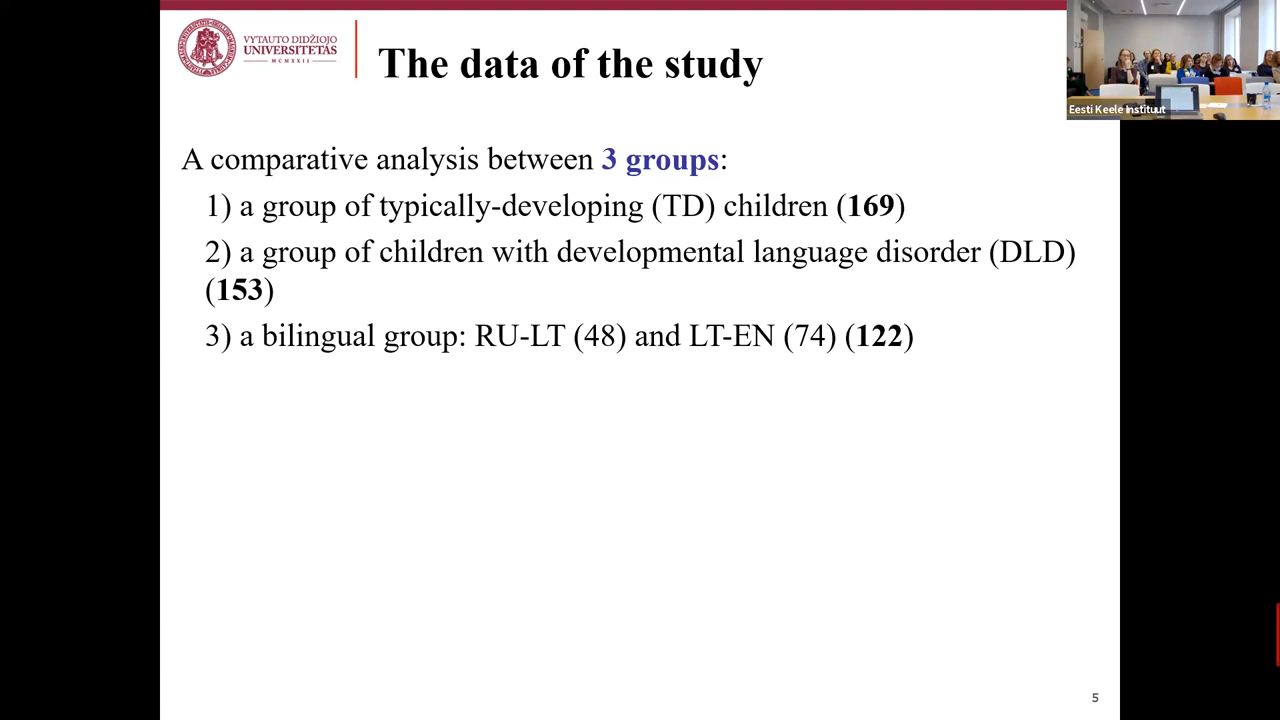 VYTAUTO DIDŽIOJO
UNIVERSITETAS
MCMXXII
The data of the study
Eesti Keele Instituut
A comparative analysis between 3 groups:
1) a group of typically-developing (TD) children (169)
2) a group of children with developmental language disorder (DLD)
(153)
3) a bilingual group: RU-LT (48) and LT-EN (74) (122)
5